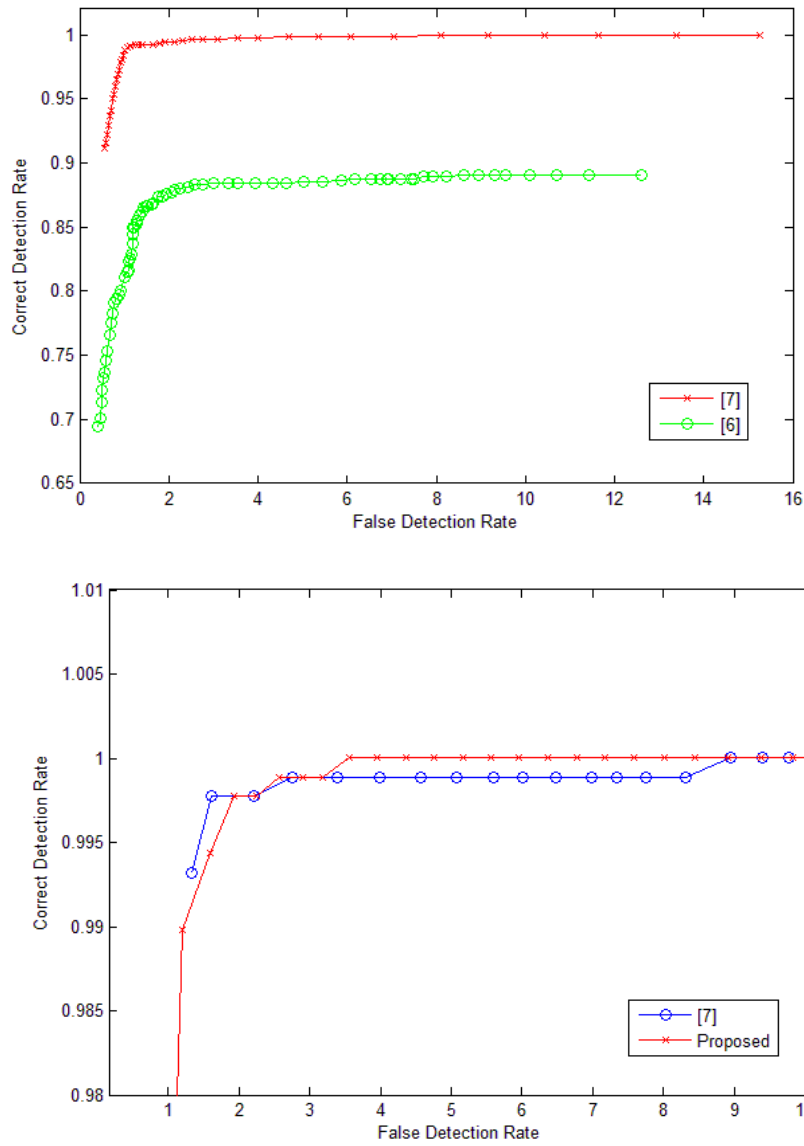 1
0.95
0.9
0.85
0.8
0.75
0.7
0.65
Correct Detection Rate
[7]
[6]
0 2 4 6 8 10 12 14 16
False Detection Rate
1.01
1.005
1
0.995
0.99
0.985
0.98
Correct Detection Rate
[7]
Proposed
1 2 3 4 5 6 7 8 9 1
False Detection Rate